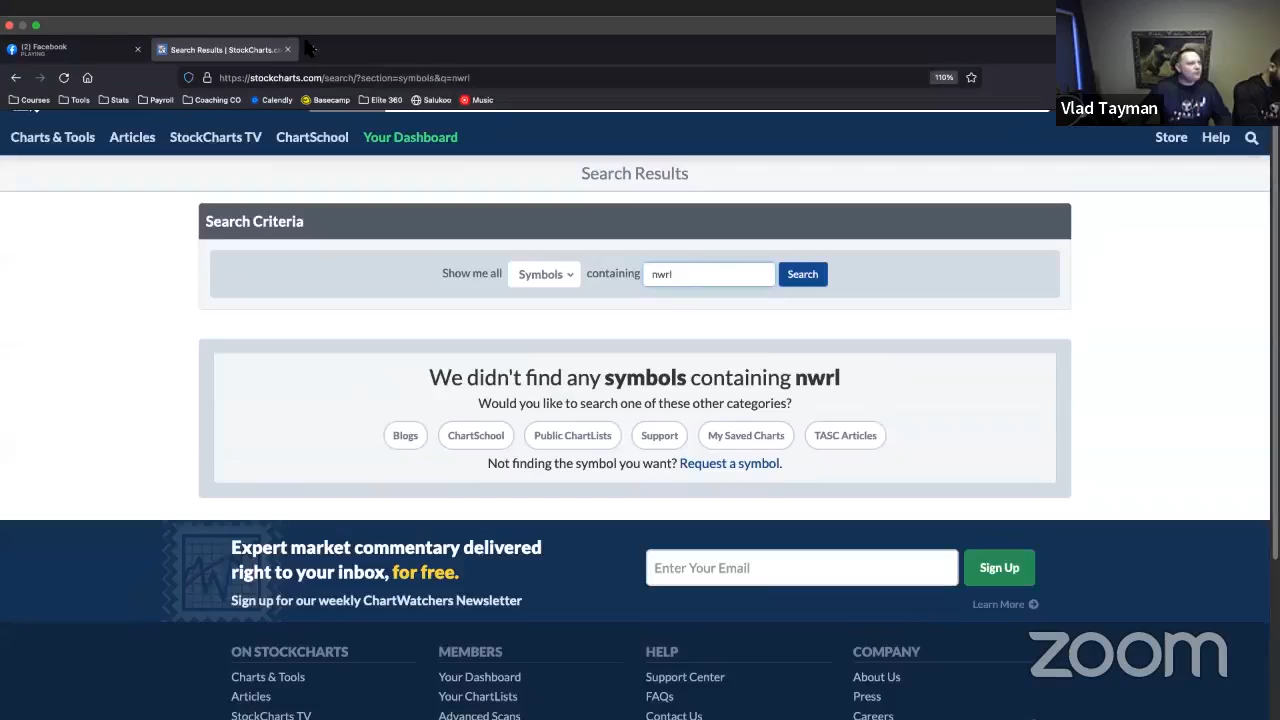 (2) Facebook
PLAYING
Search Results | StockCharts.c
https://stockcharts.com/search/?section=symbols&q=nwrl
110%
Courses Tools Stats Payroll Coaching CO Calendly Basecamp Elite 360 Salukoo Music
Vlad Tayman
Charts & Tools Articles StockCharts TV ChartSchool Your Dashboard Store Help
Search Results
Search Criteria
Show me all Symbols containing nwrl Search
We didn't find any symbols containing nwrl
Would you like to search one of these other categories?
Blogs ChartSchool Public ChartLists Support My Saved Charts TASC Articles
Not finding the symbol you want? Request a symbol.
Expert market commentary delivered
right to your inbox, for free.
Sign up for our weekly ChartWatchers Newsletter
Enter Your Email Sign Up
Learn More
ON STOCKCHARTS MEMBERS HELP COMPANY
Charts & Tools Your Dashboard Support Center About Us
Articles Your ChartLists FAQs Press
StockCharts TV Advanced Scans Contact Us Careers
zoom